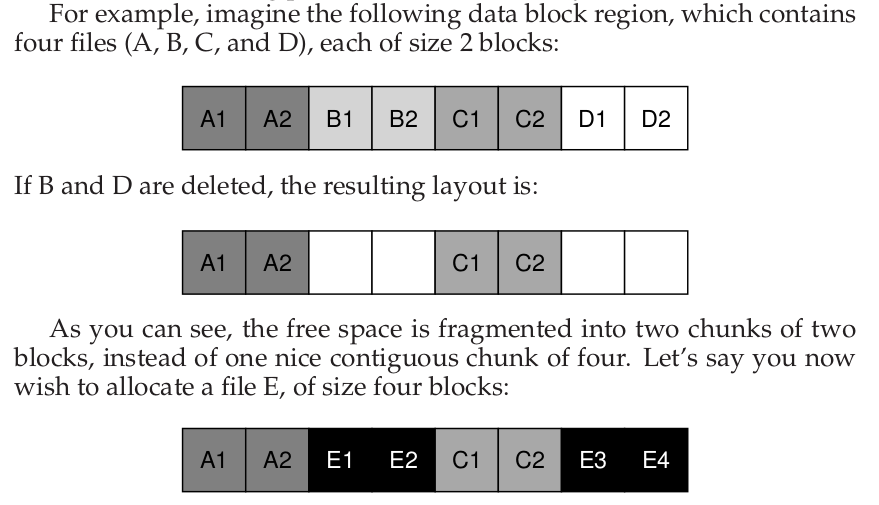 For example, imagine the following data block region, which contains
four files (A, B, C, and D), each of size 2 blocks:
A1 A2 B1 B2 C1 C2 D1 D2
If B and D are deleted, the resulting layout is:
A1 A2 C1 C2
As you can see, the free space is fragmented into two chunks of two
blocks, instead of one nice contiguous chunk of four. Let's say you now
wish to allocate a file E, of size four blocks:
A1 A2 E1 E2 C1 C2 E3 E4